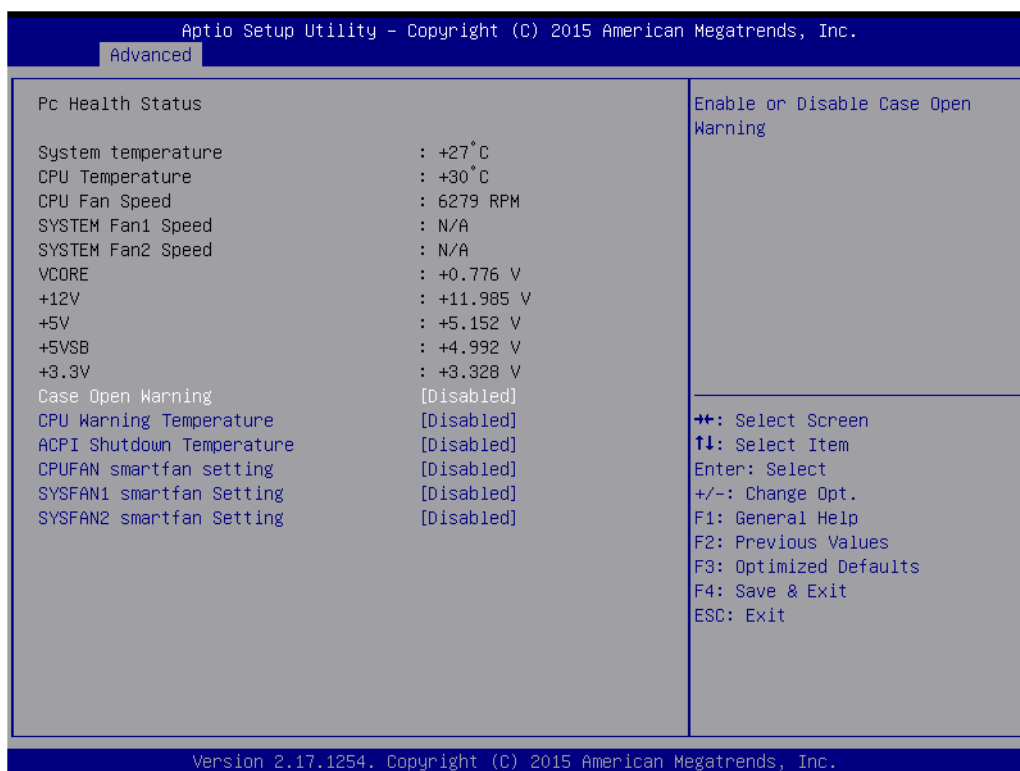 Aptio Setup Utility – Copyright (C) 2015 American Megatrends, Inc.
Advanced
Pc Health Status
System temperature : +27°C
CPU Temperature : +30°C
CPU Fan Speed : 6279 RPM
SYSTEM Fan1 Speed : N/A
SYSTEM Fan2 Speed : N/A
VCORE : +0.776 V
+12V : +11.985 V
+5V : +5.152 V
+5VSB : +4.992 V
+3.3V : +3.328 V
Case Open Warning [Disabled]
CPU Warning Temperature [Disabled]
ACPI Shutdown Temperature [Disabled]
CPUFAN smartfan setting [Disabled]
SYSFAN1 smartfan Setting [Disabled]
SYSFAN2 smartfan Setting [Disabled]
Enable or Disable Case Open
Warning
→←: Select Screen
↑↓: Select Item
Enter: Select
+/-: Change Opt.
F1: General Help
F2: Previous Values
F3: Optimized Defaults
F4: Save & Exit
ESC: Exit
Version 2.17.1254. Copyright (C) 2015 American Megatrends, Inc.